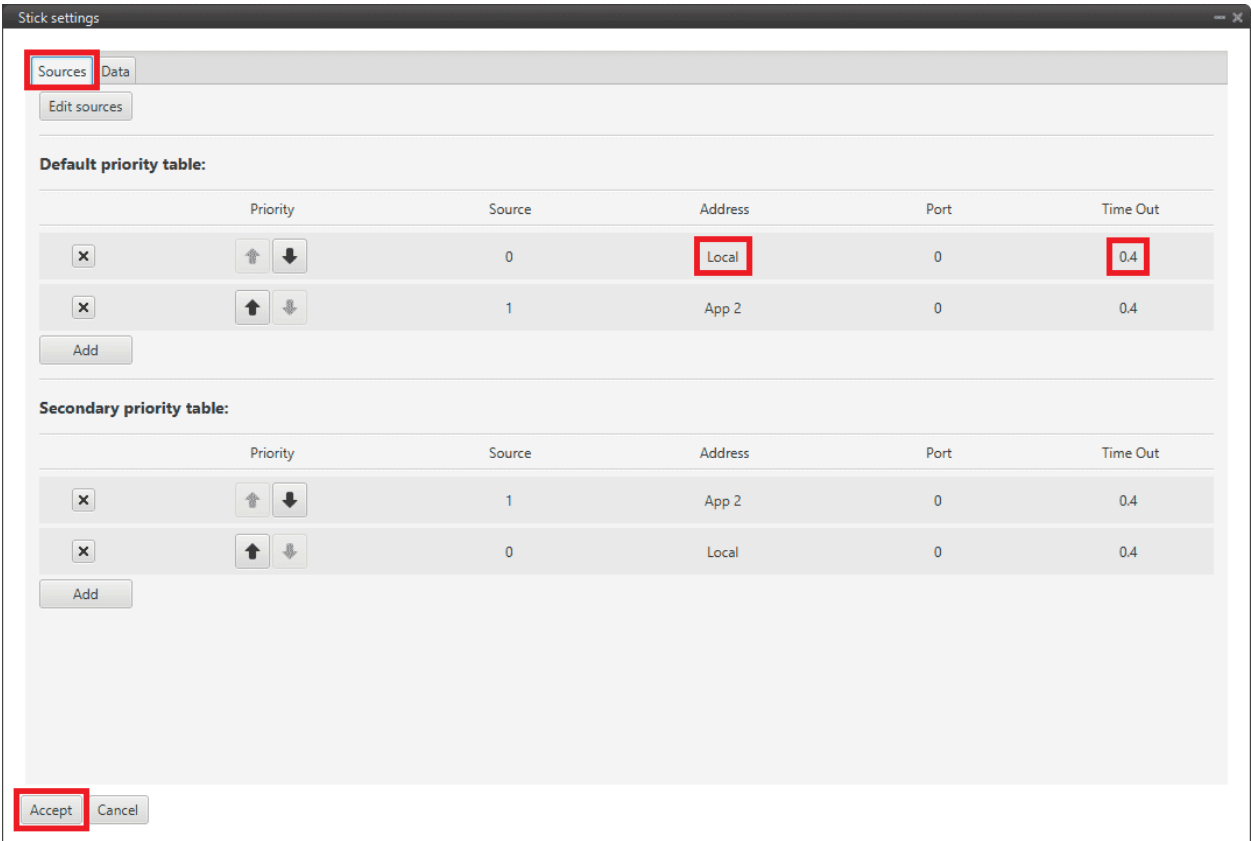 Stick settings
Sources Data
Edit sources
Default priority table:
Priority Source Address Port Time Out
0 Local 0 0.4
1 App 2 0 0.4
Add
Secondary priority table:
Priority Source Address Port Time Out
1 App 2 0 0.4
0 Local 0 0.4
Add
Accept Cancel